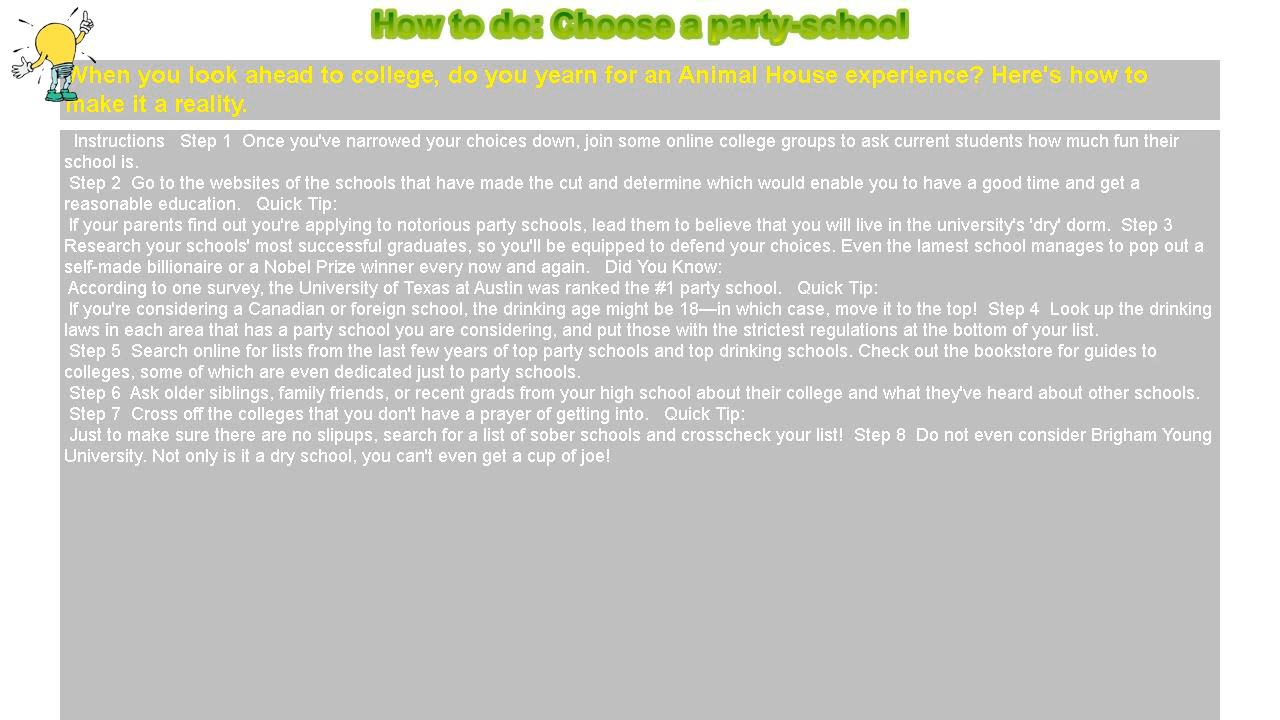 How to do: Choose a party-school
When you look ahead to college, do you yearn for an Animal House experience? Here's how to
make it a reality.
Instructions   Step 1  Once you've narrowed your choices down, join some online college groups to ask current students how much fun their
school is.
Step 2  Go to the websites of the schools that have made the cut and determine which would enable you to have a good time and get a
reasonable education.   Quick Tip:
If your parents find out you're applying to notorious party schools, lead them to believe that you will live in the university's 'dry' dorm.  Step 3
Research your schools' most successful graduates, so you'll be equipped to defend your choices. Even the lamest school manages to pop out a
self-made billionaire or a Nobel Prize winner every now and again.   Did You Know:
According to one survey, the University of Texas at Austin was ranked the #1 party school.   Quick Tip:
If you're considering a Canadian or foreign school, the drinking age might be 18—in which case, move it to the top!  Step 4  Look up the drinking
laws in each area that has a party school you are considering, and put those with the strictest regulations at the bottom of your list.
Step 5  Search online for lists from the last few years of top party schools and top drinking schools. Check out the bookstore for guides to
colleges, some of which are even dedicated just to party schools.
Step 6  Ask older siblings, family friends, or recent grads from your high school about their college and what they've heard about other schools.
Step 7  Cross off the colleges that you don't have a prayer of getting into.   Quick Tip:
Just to make sure there are no slipups, search for a list of sober schools and crosscheck your list!  Step 8  Do not even consider Brigham Young
University. Not only is it a dry school, you can't even get a cup of joe!